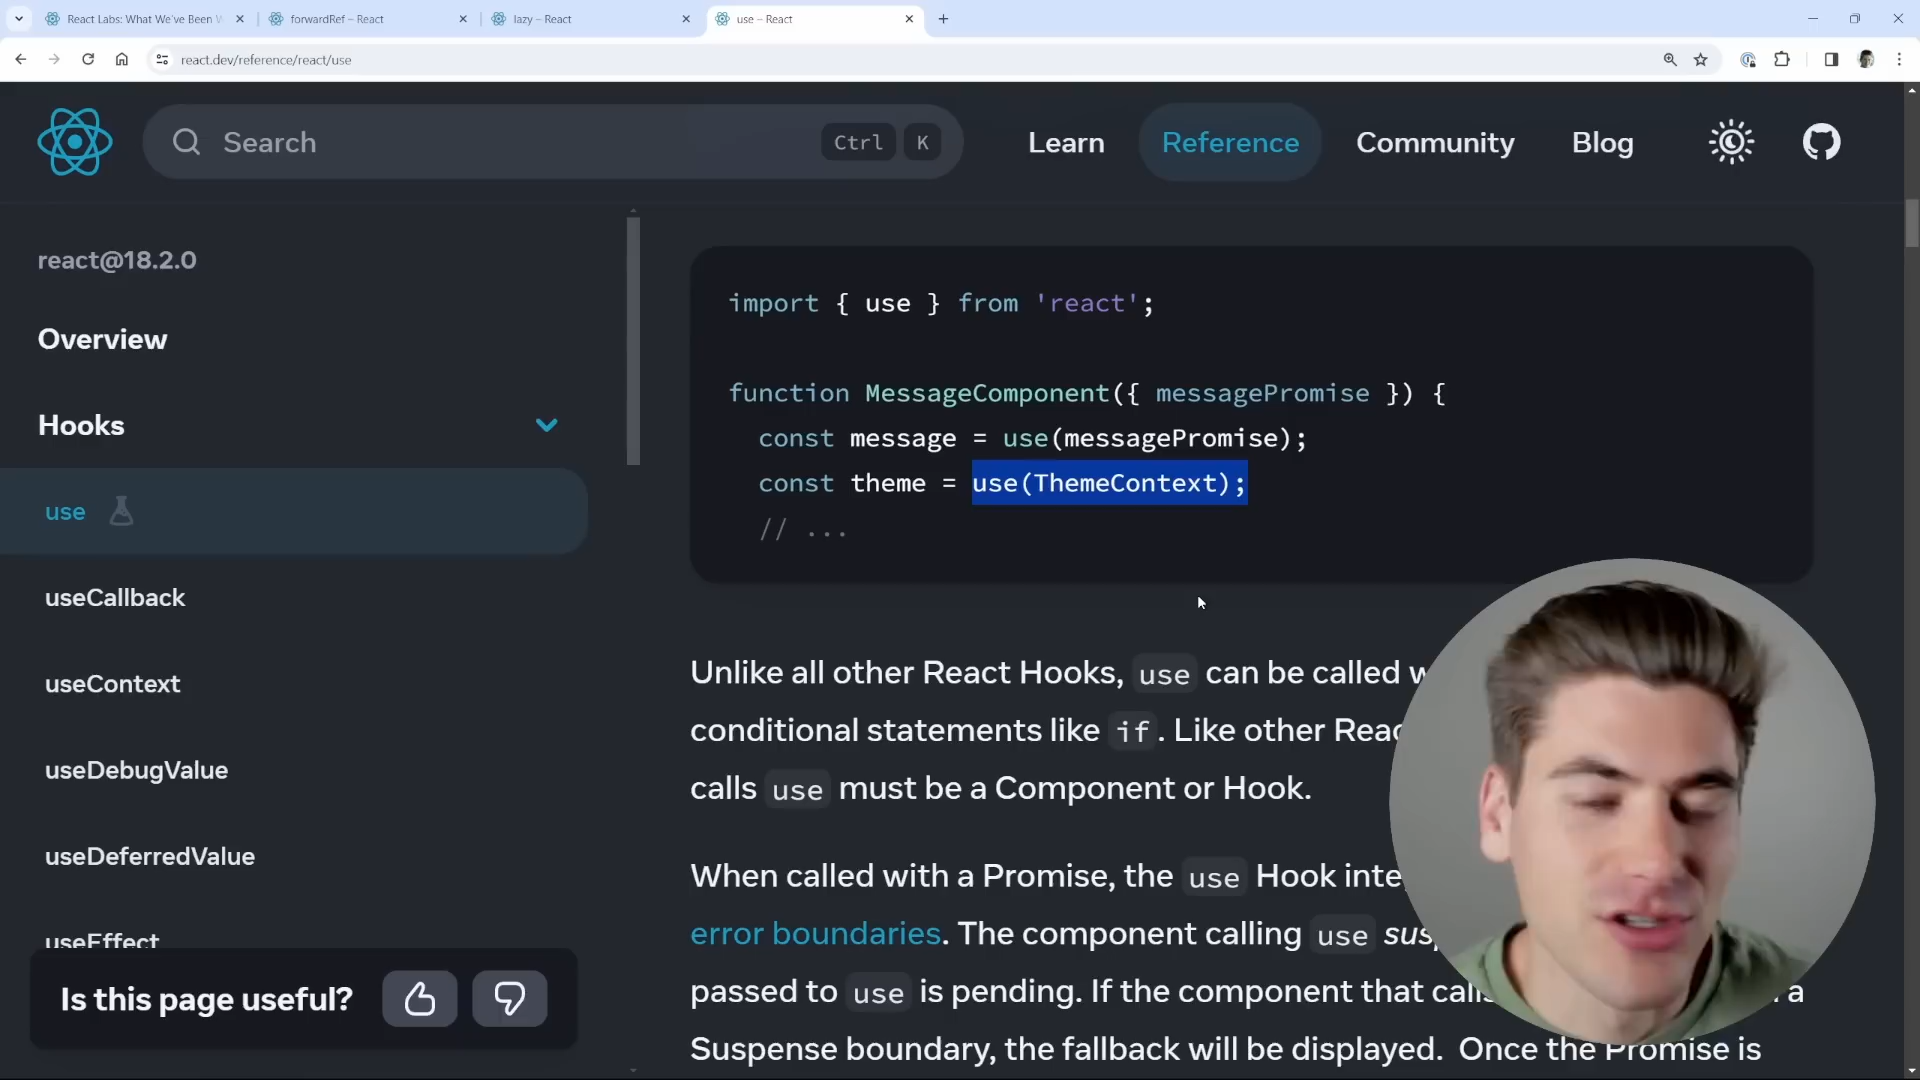 React Labs: What We've Been
forwardRef – React
lazy – React
use – React
react.dev/reference/react/use
Search
Ctrl
K
Learn
Reference
Community
Blog
react@18.2.0
Overview
Hooks
use
useCallback
useContext
useDebugValue
useDeferredValue
useEffect
Is this page useful?
import { use } from 'react';
function MessageComponent({ messagePromise }) {
const message = use(messagePromise);
const theme = use(ThemeContext);
// ...
Unlike all other React Hooks, use can be called
conditional statements like if. Like other
calls use must be a Component or Hook.
When called with a Promise, the use Hook
error boundaries. The component calling use
passed to use is pending. If the component that a
Suspense boundary, the fallback will be displayed. Once the Promise is